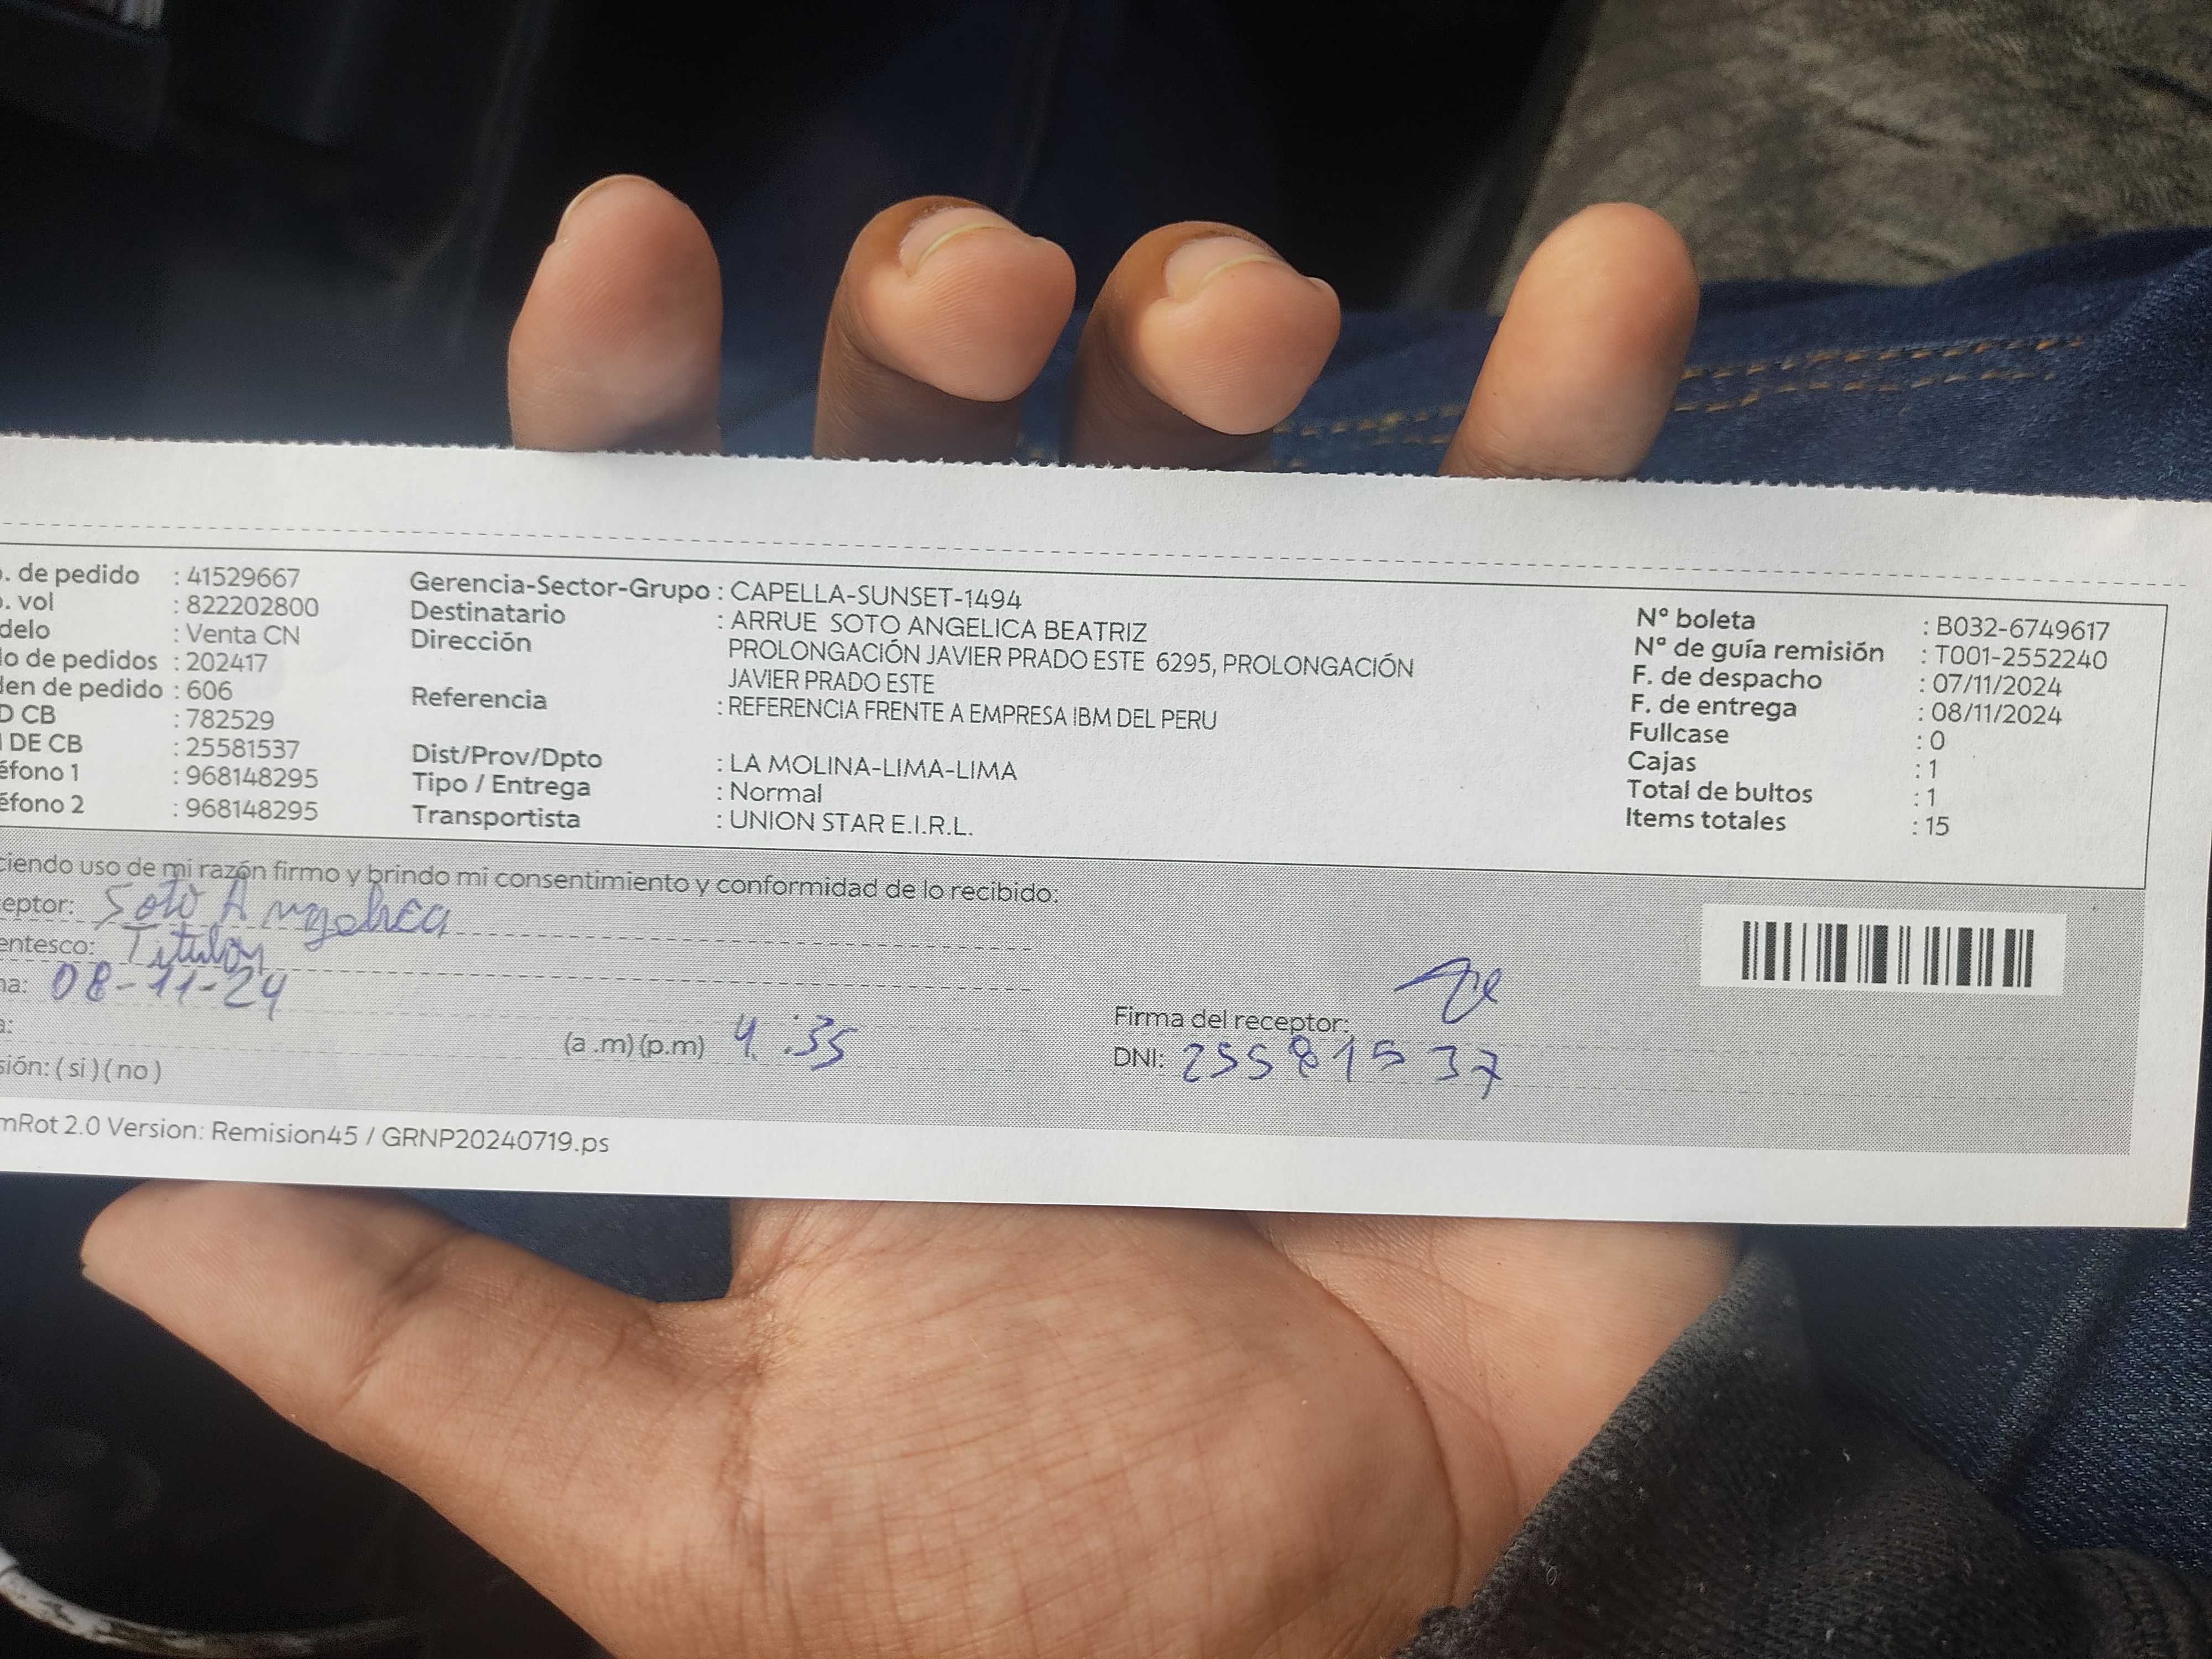 . de pedido : 41529667
. vol : 822202800
delo : Venta CN
lo de pedidos : 202417
den de pedido : 606
D CB : 782529
I DE CB : 25581537
éfono 1 : 968148295
éfono 2 : 968148295
Gerencia-Sector-Grupo : CAPELLA-SUNSET-1494
Destinatario : ARRUE SOTO ANGELICA BEATRIZ
Dirección PROLONGACIÓN JAVIER PRADO ESTE 6295, PROLONGACIÓN
JAVIER PRADO ESTE
Referencia : REFERENCIA FRENTE A EMPRESA IBM DEL PERU
Dist/Prov/Dpto : LA MOLINA-LIMA-LIMA
Tipo / Entrega : Normal
Transportista : UNION STAR E.I.R.L.
N° boleta : B032-6749617
N° de guía remisión : T001-2552240
F. de despacho : 07/11/2024
F. de entrega : 08/11/2024
Fullcase : 0
Cajas : 1
Total de bultos : 1
Items totales : 15
ciendo uso de mi razón firmo y brindo mi consentimiento y conformidad de lo recibido:
eptor: Soto Angelica
entesco: Titular
ha: 08-11-24
a: (a .m) (p.m) 4:35
sión: ( si ) ( no )
Firma del receptor:
DNI: 25581537
mRot 2.0 Version: Remision45 / GRNP20240719.ps